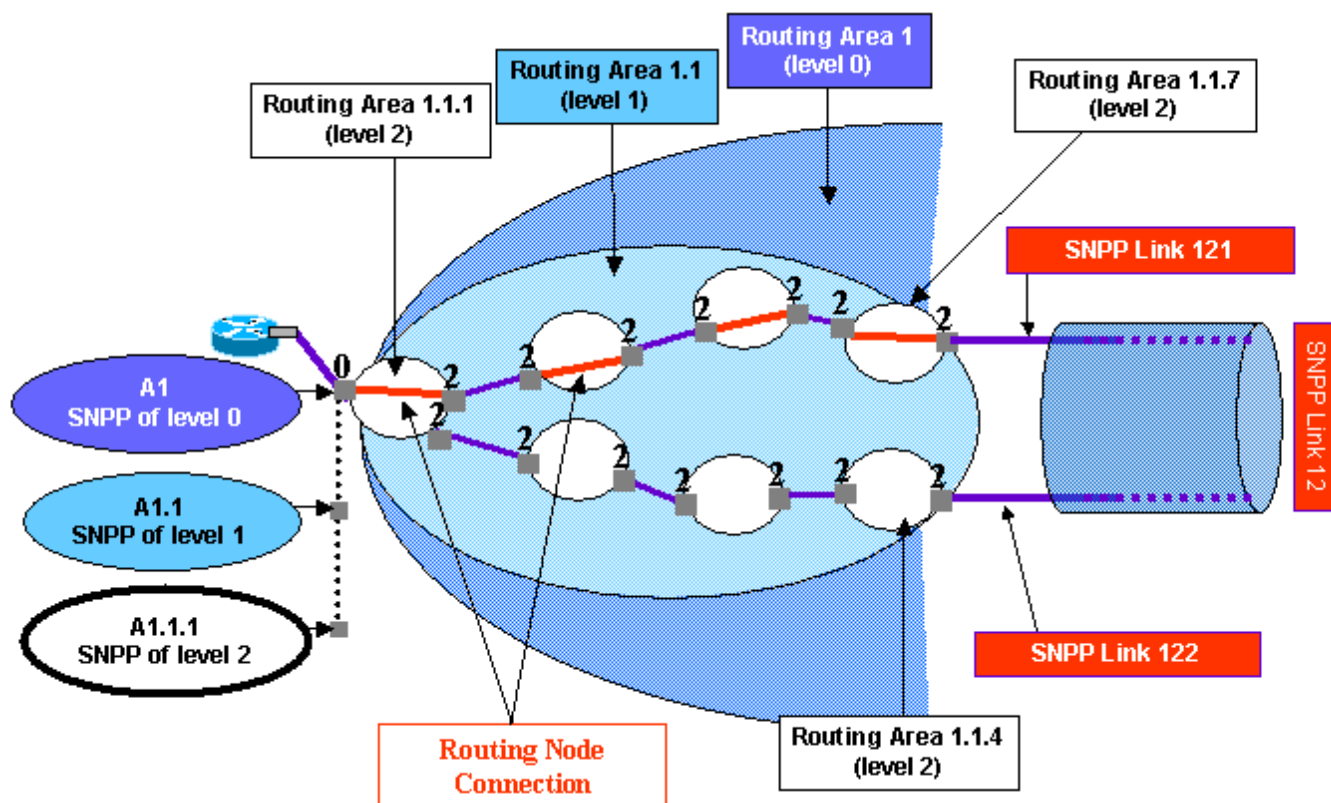 Routing Area 1
(level 0)
Routing Area 1.1
(level 1)
Routing Area 1.1.7
(level 2)
Routing Area 1.1.1
(level 2)
SNPP Link 121
2
2
2
2
2
2
0
2
A1
SNPP of level 0
2
2
2
2
2
2
2
SNPP Link 12
A1.1
SNPP of level 1
A1.1.1
SNPP of level 2
SNPP Link 122
Routing Node
Connection
Routing Area 1.1.4
(level 2)